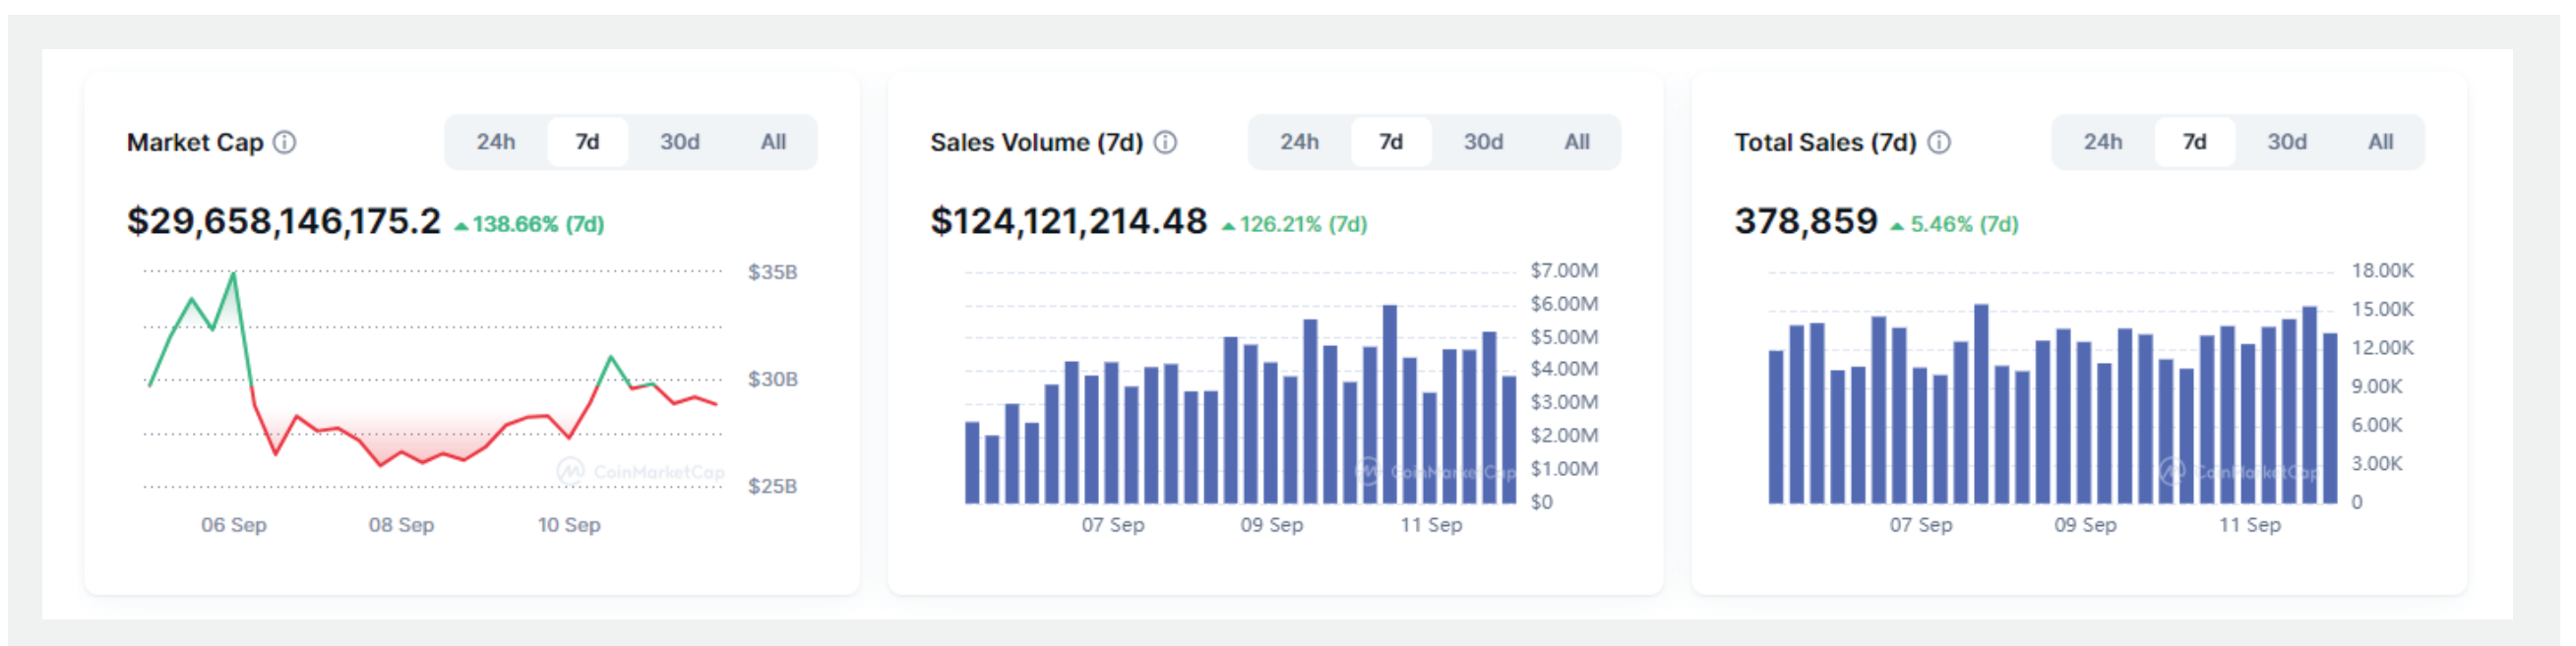 Market Cap
24h 7d 30d All
$29,658,146,175.2 138.66% (7d)
$35B
$30B
$25B
CoinMarketCap
06 Sep 08 Sep 10 Sep
Sales Volume (7d)
24h 7d 30d All
$124,121,214.48 126.21% (7d)
$7.00M
$6.00M
$5.00M
$4.00M
$3.00M
$2.00M
$1.00M
$0
CoinMarketCap
07 Sep 09 Sep 11 Sep
Total Sales (7d)
24h 7d 30d All
378,859 5.46% (7d)
18.00K
15.00K
12.00K
9.00K
6.00K
3.00K
0
CoinMarketCap
07 Sep 09 Sep 11 Sep